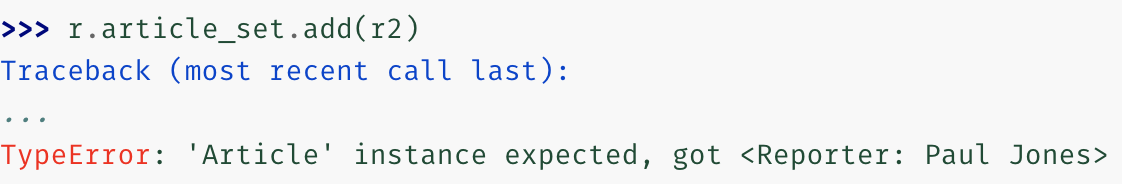 >>> r.article_set.add(r2)
Traceback (most recent call last):
...
TypeError: 'Article' instance expected, got <Reporter: Paul Jones>